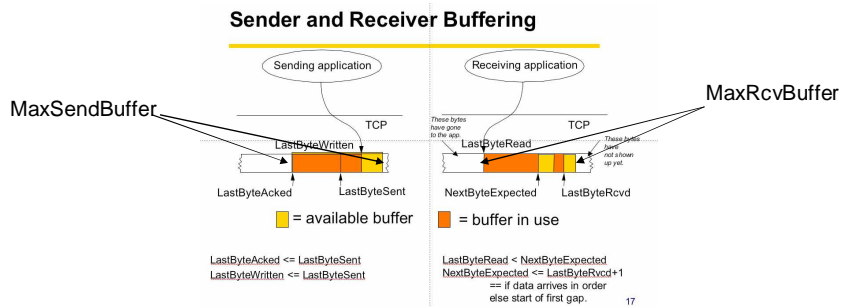 Sender and Receiver Buffering
Sending application
Receiving application
MaxSendBuffer
MaxRcvBuffer
TCP
TCP
These bytes
have gone
to the app.
These bytes
have
not shown
up yet.
LastByteWritten
LastByteRead
LastByteAcked
LastByteSent
NextByteExpected
LastByteRcvd
= available buffer
= buffer in use
LastByteAcked <= LastByteSent
LastByteWritten <= LastByteSent
LastByteRead < NextByteExpected
NextByteExpected <= LastByteRvcd+1
== if data arrives in order
else start of first gap.
17